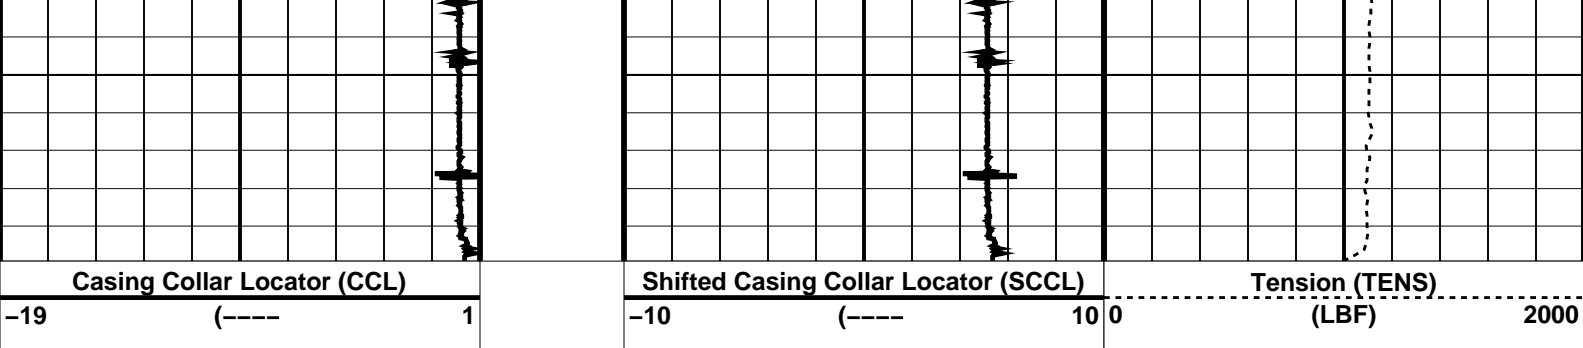 Casing Collar Locator (CCL) Shifted Casing Collar Locator (SCCL) Tension (TENS)
−19 (−−−− 1 −10 (−−−− 10 0 (LBF) 2000